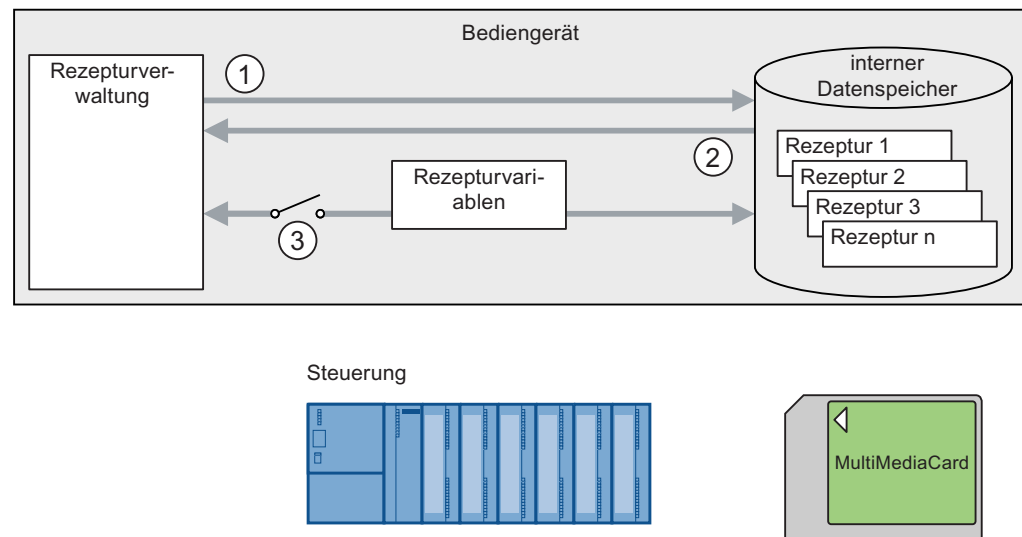 Bediengerät
Rezepturver-
waltung
1
interner
Datenspeicher
2
Rezeptur 1
Rezeptur 2
Rezeptur 3
Rezeptur n
Rezepturvari-
ablen
3
Steuerung
MultiMediaCard